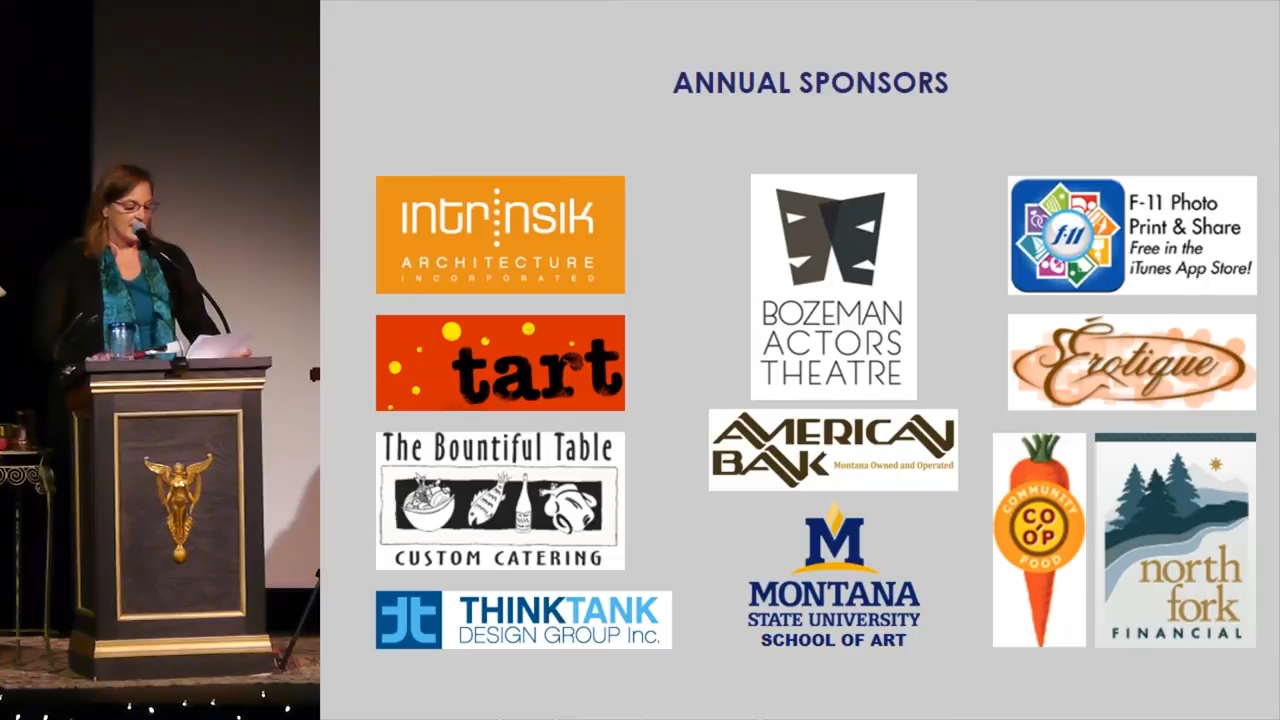 ANNUAL SPONSORS
intrinsik
ARCHITECTURE
INCORPORATED
tart
The Bountiful Table
CUSTOM CATERING
THINKTANK
DESIGN GROUP Inc.
BOZEMAN
ACTORS
THEATRE
AMERICAN
BANK Montana Owned and Operated
M
MONTANA
STATE UNIVERSITY
SCHOOL OF ART
f-11
F-11 Photo
Print & Share
Free in the
iTunes App Store!
Érotique
COMMUNITY
CO
OP
FOOD
north
fork
FINANCIAL